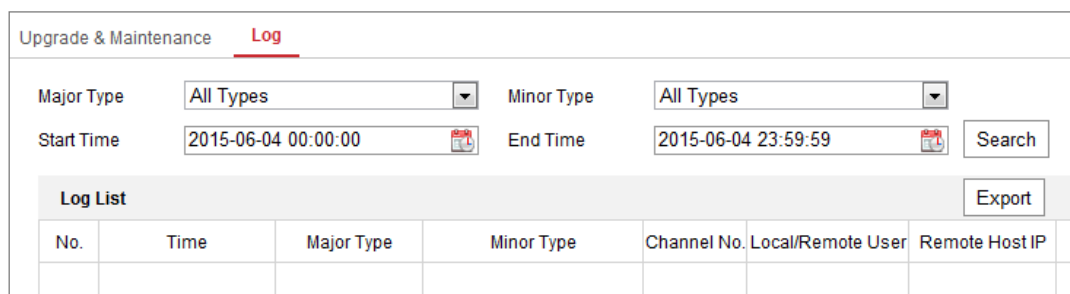 Upgrade & Maintenance Log
Major Type All Types Minor Type All Types
Start Time 2015-06-04 00:00:00 End Time 2015-06-04 23:59:59 Search
Log List Export
No. Time Major Type Minor Type Channel No. Local/Remote User Remote Host IP